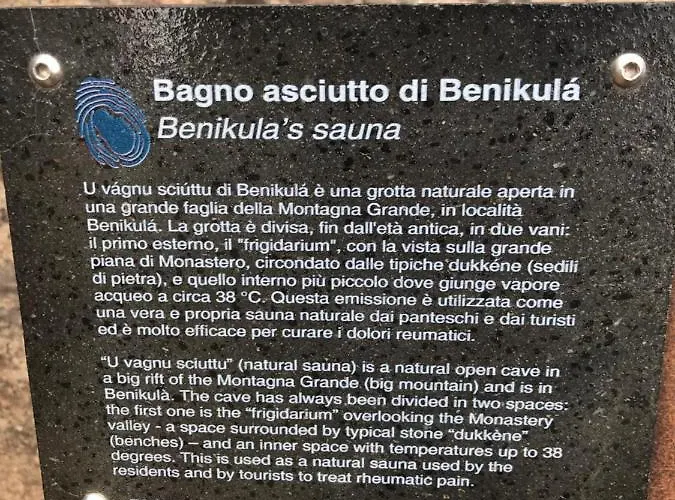 Bagno asciutto di Benikulá
Benikula's sauna
U vágnu sciúttu di Benikulá è una grotta naturale aperta in
una grande faglia della Montagna Grande, in località
Benikulá. La grotta è divisa, fin dall'età antica, in due vani:
il primo esterno, il "frigidarium", con la vista sulla grande
piana di Monastero, circondato dalle tipiche dukkéne (sedili
di pietra), e quello interno più piccolo dove giunge vapore
acqueo a circa 38 °C. Questa emissione è utilizzata come
una vera e propria sauna naturale dai panteschi e dai turisti
ed è molto efficace per curare i dolori reumatici.
“U vagnu sciuttu” (natural sauna) is a natural open cave in
a big rift of the Montagna Grande (big mountain) and is in
Benikulà. The cave has always been divided in two spaces:
the first one is the “frigidarium” overlooking the Monastery
valley - a space surrounded by typical stone “dukkène”
(benches) – and an inner space with temperatures up to 38
degrees. This is used as a natural sauna used by the
residents and by tourists to treat rheumatic pain.